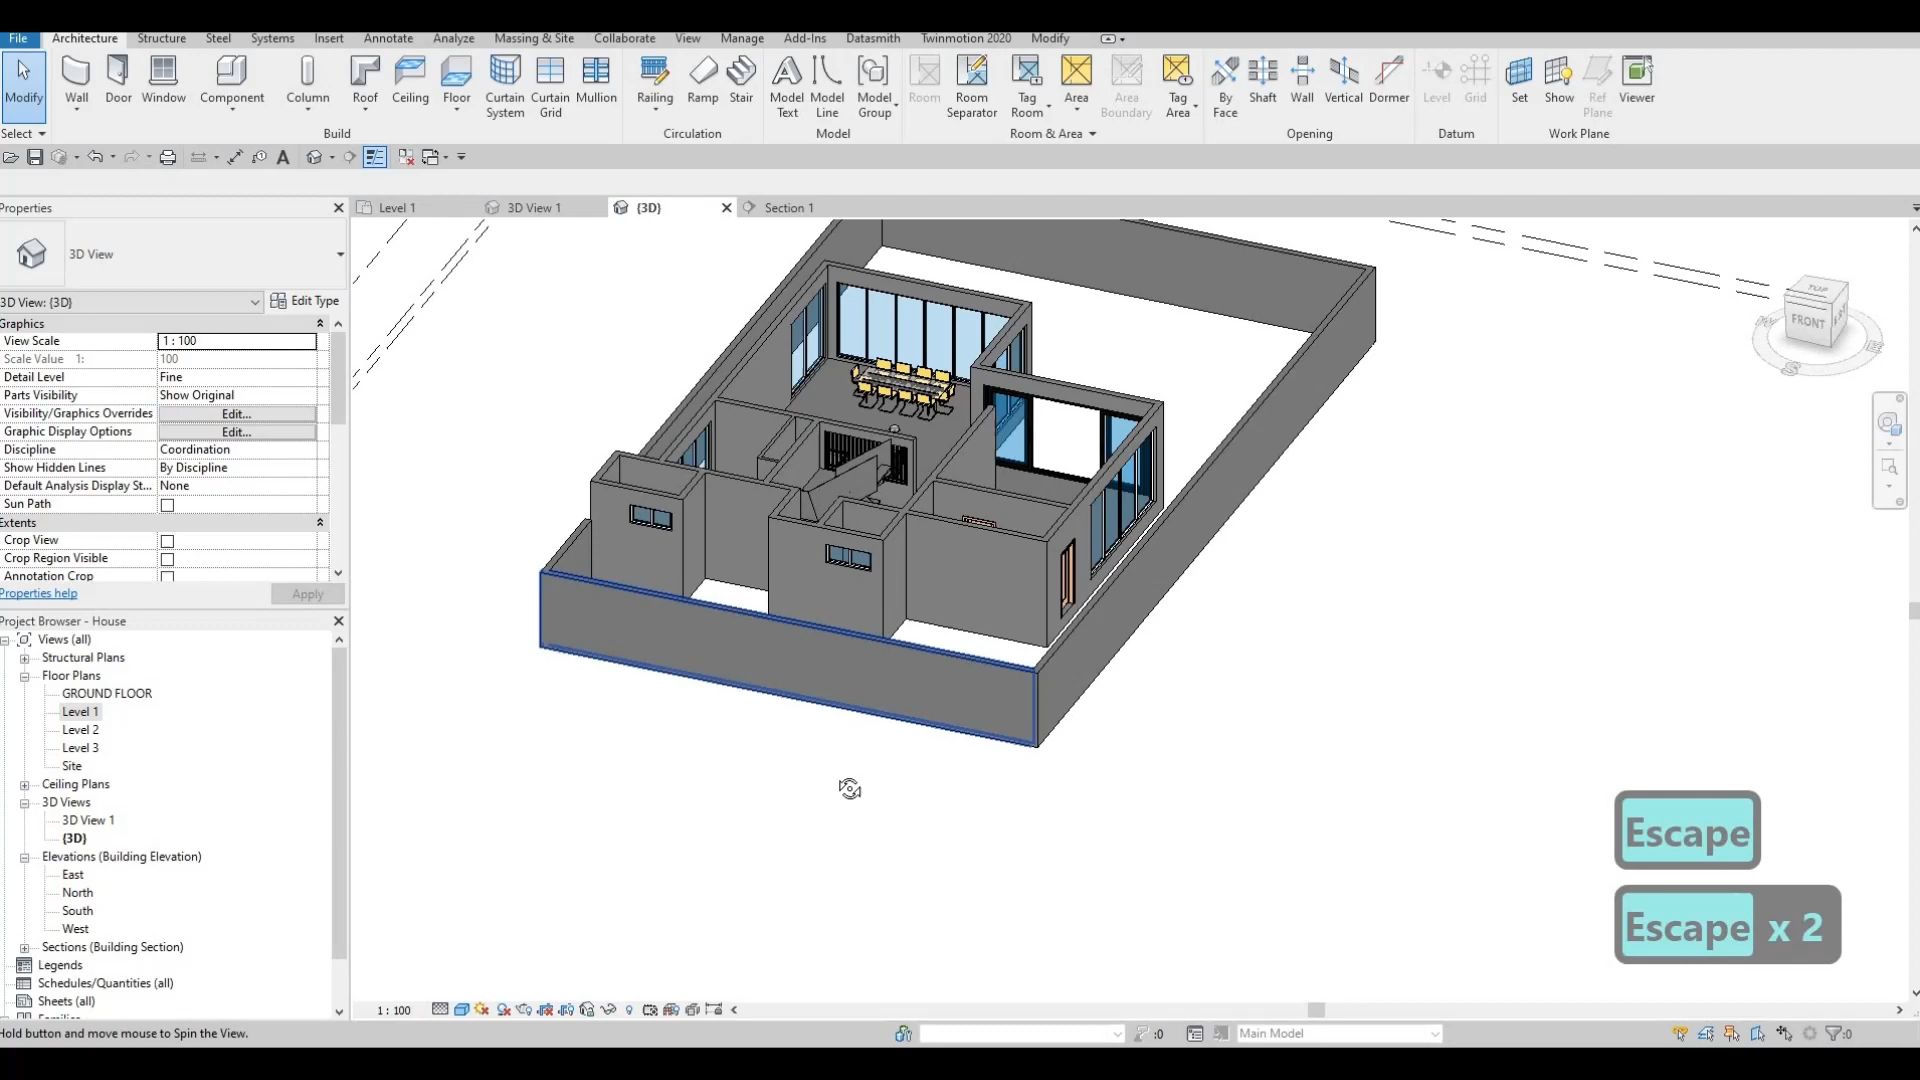 File Architecture Structure Steel Systems Insert Annotate Analyze Massing & Site Collaborate View Manage Add-Ins Datasmith Twinmotion 2020 Modify
Modify Wall Door Window Component Column Roof Ceiling Floor Curtain System Curtain Grid Mullion Railing Ramp Stair Model Text Model Line Model Group Room Room Separator Tag Room Area Area Boundary Tag Area By Face Shaft Wall Vertical Dormer Level Grid Set Show Ref Plane Viewer
Select Build Circulation Model Room & Area Opening Datum Work Plane
Properties
Level 1 3D View 1 {3D} Section 1
3D View
3D View: {3D} Edit Type
Graphics
View Scale 1 : 100
Scale Value 1: 100
Detail Level Fine
Parts Visibility Show Original
Visibility/Graphics Overrides Edit...
Graphic Display Options Edit...
Discipline Coordination
Show Hidden Lines By Discipline
Default Analysis Display St... None
Sun Path
Extents
Crop View
Crop Region Visible
Annotation Crop
Properties help Apply
Project Browser - House
Views (all)
Structural Plans
Floor Plans
GROUND FLOOR
Level 1
Level 2
Level 3
Site
Ceiling Plans
3D Views
3D View 1
{3D}
Elevations (Building Elevation)
East
North
South
West
Sections (Building Section)
Legends
Schedules/Quantities (all)
Sheets (all)
TOP
FRONT
S
E
Escape
Escape x 2
1 : 100
Hold button and move mouse to Spin the View.
:0 Main Model :0